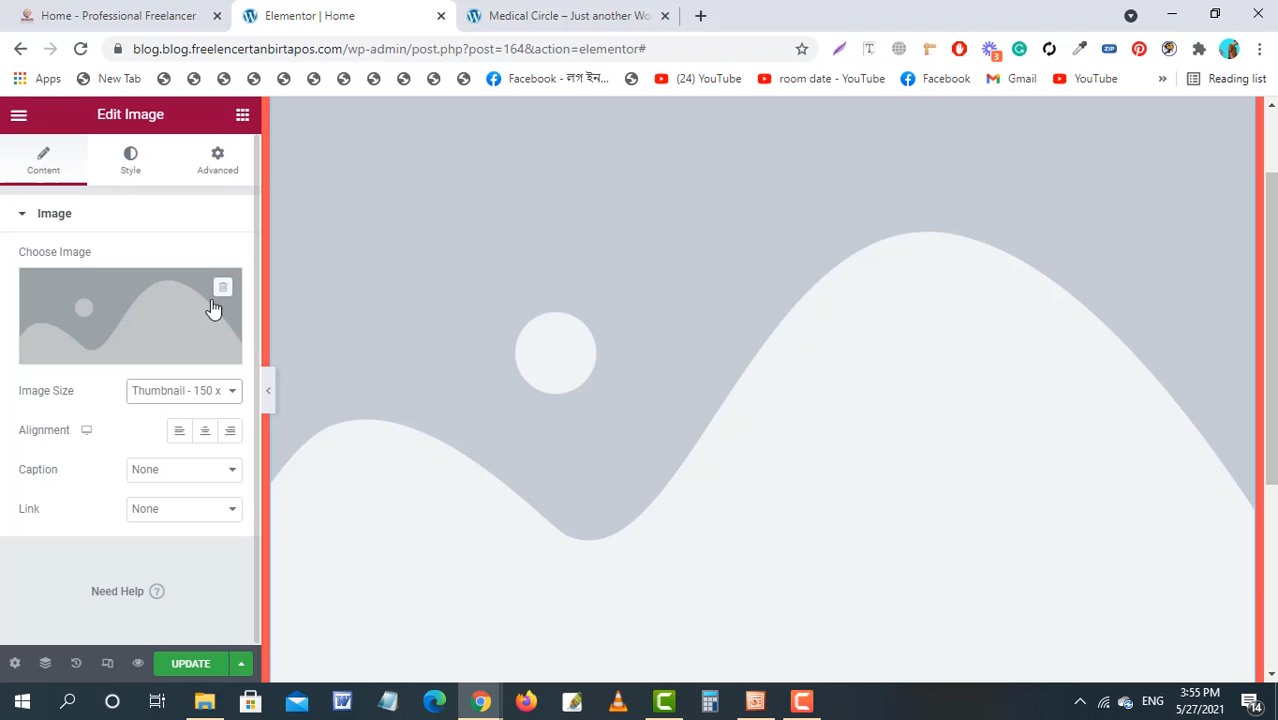 Home - Professional Freelancer
Elementor | Home
Medical Circle – Just another Wo
blog.blog.freelencertanbirtapos.com/wp-admin/post.php?post=164&action=elementor#
ZIP
3
Apps
New Tab
Facebook - লগ ইন...
(24) YouTube
room date - YouTube
Facebook
Gmail
YouTube
»
Reading list
Edit Image
Content
Style
Advanced
Image
Choose Image
Image Size
Thumbnail - 150 x
Alignment
Caption
None
Link
None
Need Help ?
UPDATE
ENG
3:55 PM
5/27/2021
14